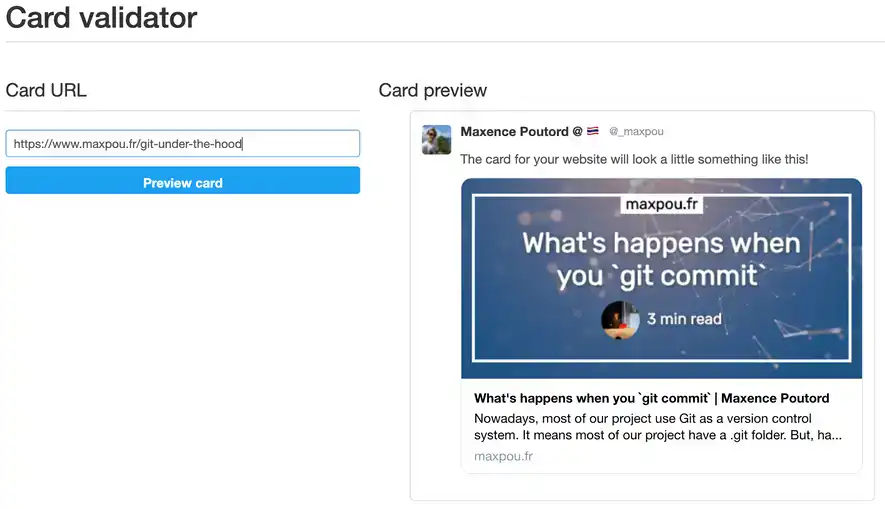 Card validator
Card URL
https://www.maxpou.fr/git-under-the-hood
Preview card
Card preview
Maxence Poutord @ 🇹🇭 @_maxpou
The card for your website will look a little something like this!
maxpou.fr
What's happens when
you `git commit`
3 min read
What's happens when you `git commit` | Maxence Poutord
Nowadays, most of our project use Git as a version control
system. It means most of our project have a .git folder. But, ha...
maxpou.fr